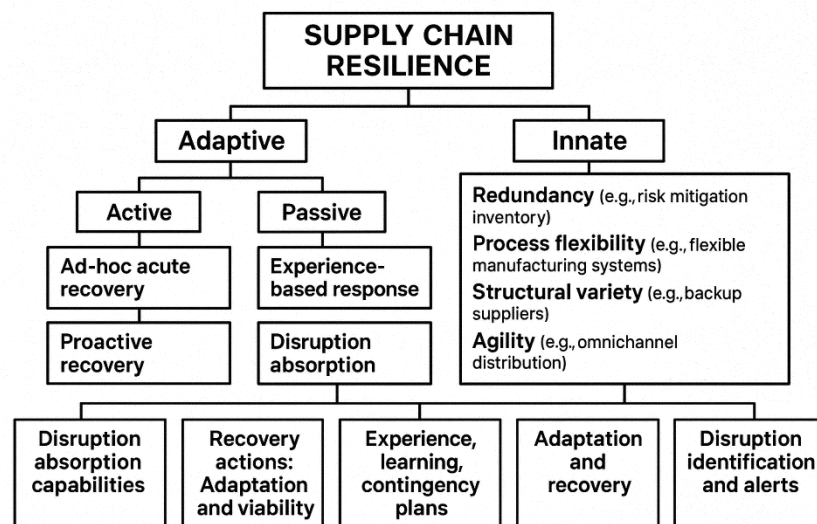 SUPPLY CHAIN
RESILIENCE
Adaptive
Innate
Active
Passive
Ad-hoc acute
recovery
Experience-
based response
Proactive
recovery
Disruption
absorption
Redundancy (e.g., risk mitigation
inventory)
Process flexibility (e.g., flexible
manufacturing systems)
Structural variety (e.g., backup
suppliers)
Agility (e.g., omnichannel
distribution)
Disruption
absorption
capabilities
Recovery
actions:
Adaptation
and viability
Experience,
learning,
contingency
plans
Adaptation
and
recovery
Disruption
identification
and alerts